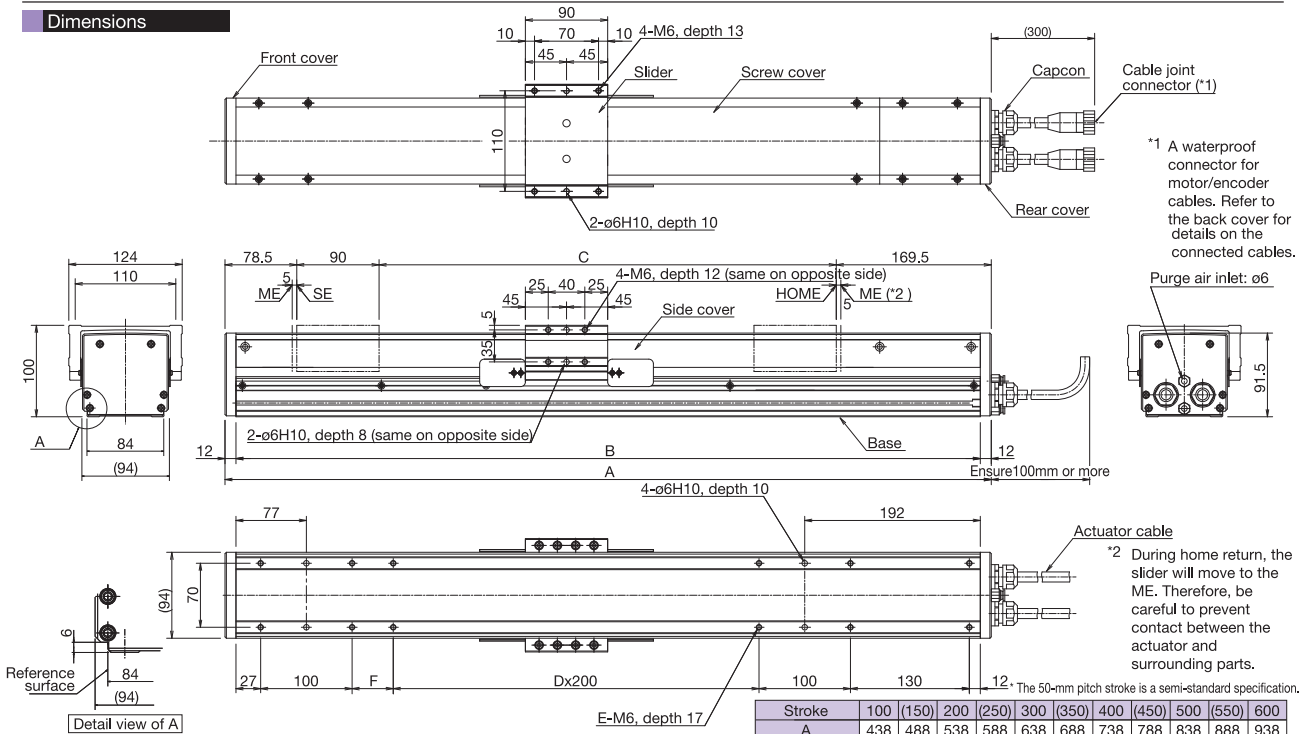 Dimensions
90
10 70 10
45 45
4-M6, depth 13
Front cover
Slider
Screw cover
(300)
Capcon
Cable joint
connector (*1)
110
2-ø6H10, depth 10
Rear cover
*1 A waterproof
connector for
motor/encoder
cables. Refer to
the back cover for
details on the
connected cables.
124
110
100
A
84
(94)
78.5
90
C
169.5
5
ME
SE
4-M6, depth 12 (same on opposite side)
25 40 25
45 45
5
35
HOME
ME (*2 )
5
Side cover
Purge air inlet: ø6
91.5
2-ø6H10, depth 8 (same on opposite side)
Base
12
B
12
A
Ensure100mm or more
4-ø6H10, depth 10
77
192
Actuator cable
(94)
70
*2 During home return, the
slider will move to the
ME. Therefore, be
careful to prevent
contact between the
actuator and
surrounding parts.
6
Reference
surface
84
(94)
Detail view of A
27
100
F
Dx200
100
130
12
E-M6, depth 17
* The 50-mm pitch stroke is a semi-standard specification.
Stroke 100 (150) 200 (250) 300 (350) 400 (450) 500 (550) 600
A 438 488 538 588 638 688 738 788 838 888 938